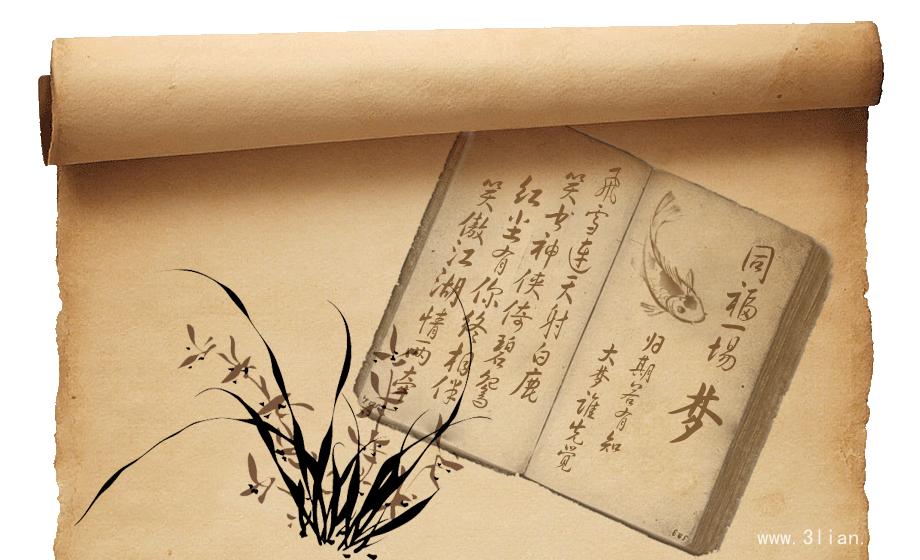 同福一场
梦
归期若有知
大梦谁先觉
飛雪连天射白鹿
笑书神侠倚碧鸳
红尘有你终相伴
笑傲江湖情两牵
www.3lian.